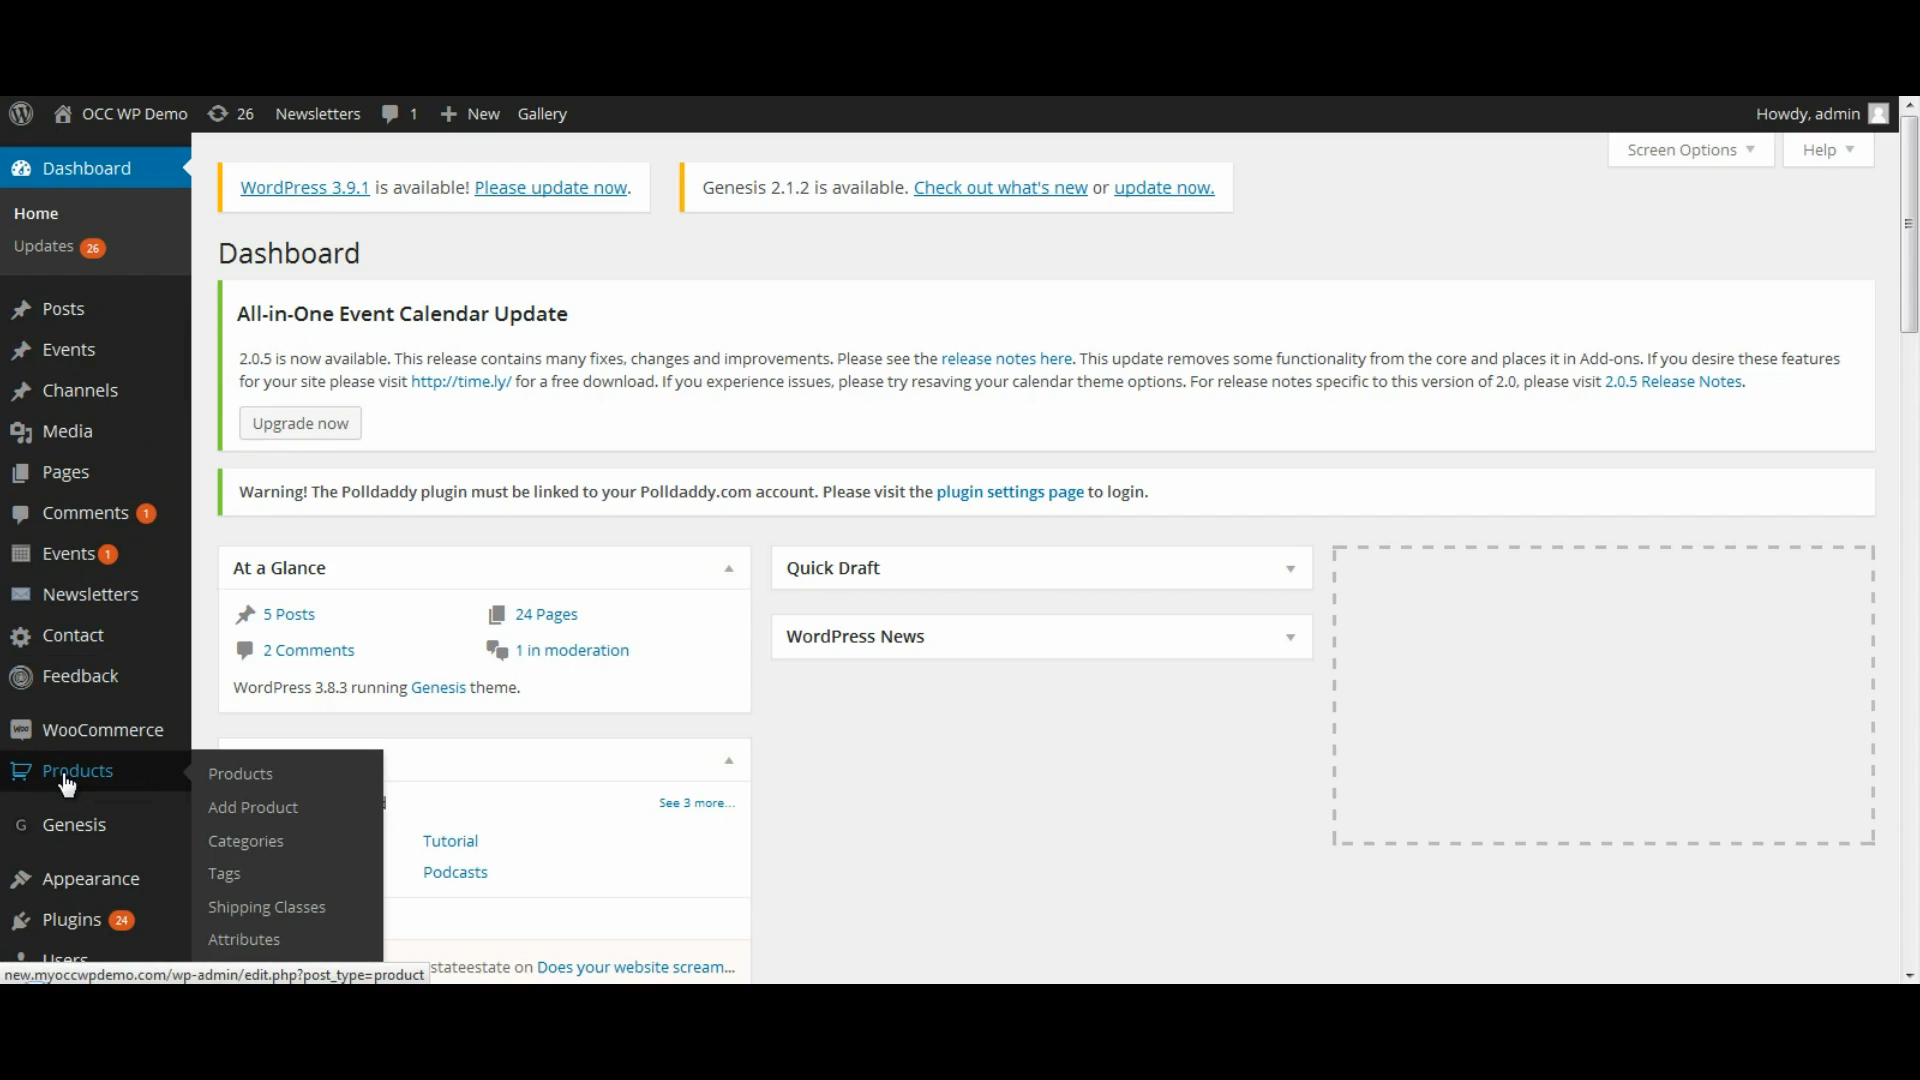 OCC WP Demo 26 Newsletters 1 New Gallery Howdy, admin
Screen Options Help
Dashboard
Home
Updates 26
Posts
Events
Channels
Media
Pages
Comments 1
Events 1
Newsletters
Contact
Feedback
WooCommerce
Products
Genesis
Appearance
Plugins 24
Users
Products
Add Product
Categories
Tags
Shipping Classes
Attributes
new.myoccwpdemo.com/wp-admin/edit.php?post_type=product
WordPress 3.9.1 is available! Please update now.
Genesis 2.1.2 is available. Check out what's new or update now.
Dashboard
All-in-One Event Calendar Update
2.0.5 is now available. This release contains many fixes, changes and improvements. Please see the release notes here. This update removes some functionality from the core and places it in Add-ons. If you desire these features
for your site please visit http://time.ly/ for a free download. If you experience issues, please try resaving your calendar theme options. For release notes specific to this version of 2.0, please visit 2.0.5 Release Notes.
Upgrade now
Warning! The Polldaddy plugin must be linked to your Polldaddy.com account. Please visit the plugin settings page to login.
At a Glance
5 Posts 24 Pages
2 Comments 1 in moderation
WordPress 3.8.3 running Genesis theme.
See 3 more...
Tutorial
Podcasts
stateestate on Does your website scream...
Quick Draft
WordPress News